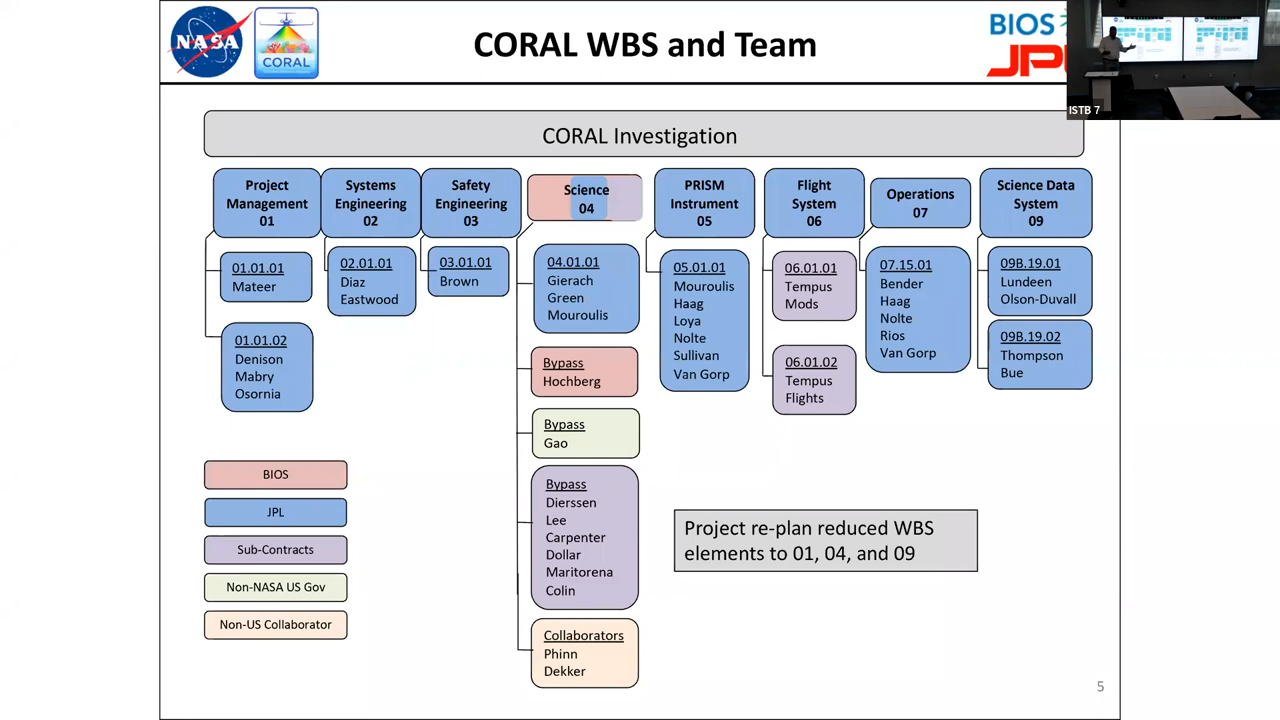 NASA
CORAL
CORAL WBS and Team
BIOS
JPL
ISTB 7
CORAL Investigation
Project
Management
01
Systems
Engineering
02
Safety
Engineering
03
Science
04
PRISM
Instrument
05
Flight
System
06
Operations
07
Science Data
System
09
01.01.01
Mateer
01.01.02
Denison
Mabry
Osornia
02.01.01
Diaz
Eastwood
03.01.01
Brown
04.01.01
Gierach
Green
Mouroulis
Bypass
Hochberg
Bypass
Gao
Bypass
Dierssen
Lee
Carpenter
Dollar
Maritorena
Colin
Collaborators
Phinn
Dekker
05.01.01
Mouroulis
Haag
Loya
Nolte
Sullivan
Van Gorp
06.01.01
Tempus
Mods
06.01.02
Tempus
Flights
07.15.01
Bender
Haag
Nolte
Rios
Van Gorp
09B.19.01
Lundeen
Olson-Duvall
09B.19.02
Thompson
Bue
BIOS
JPL
Sub-Contracts
Non-NASA US Gov
Non-US Collaborator
Project re-plan reduced WBS
elements to 01, 04, and 09
5